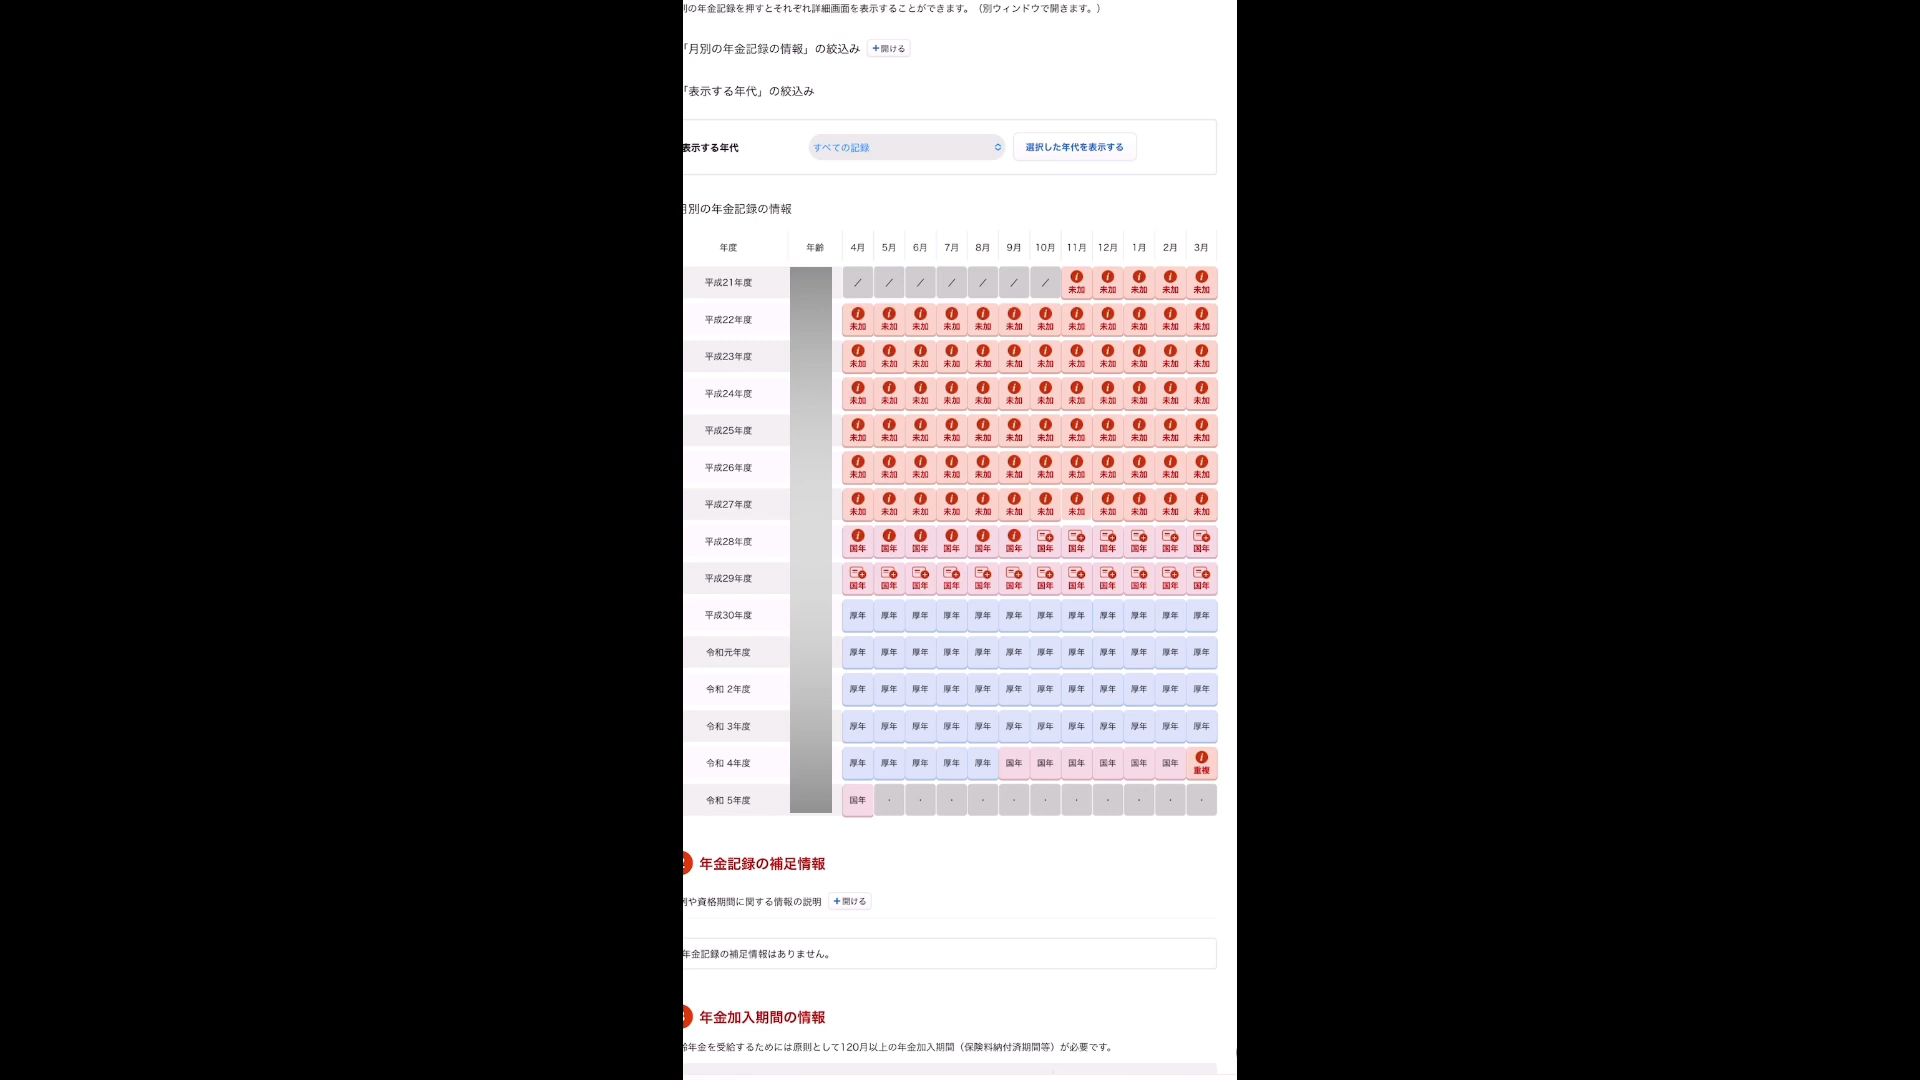 の年金記録を押すとそれぞれ詳細画面を表示することができます。（別ウィンドウで開きます。）
「月別の年金記録の情報」の絞込み +開ける
「表示する年代」の絞込み
表示する年代 すべての記録 選択した年代を表示する
月別の年金記録の情報
年度 年齢 4月 5月 6月 7月 8月 9月 10月 11月 12月 1月 2月 3月
平成21年度 / / / / / / / 未加 未加 未加 未加 未加
平成22年度 未加 未加 未加 未加 未加 未加 未加 未加 未加 未加 未加 未加
平成23年度 未加 未加 未加 未加 未加 未加 未加 未加 未加 未加 未加 未加
平成24年度 未加 未加 未加 未加 未加 未加 未加 未加 未加 未加 未加 未加
平成25年度 未加 未加 未加 未加 未加 未加 未加 未加 未加 未加 未加 未加
平成26年度 未加 未加 未加 未加 未加 未加 未加 未加 未加 未加 未加 未加
平成27年度 未加 未加 未加 未加 未加 未加 未加 未加 未加 未加 未加 未加
平成28年度 国年 国年 国年 国年 国年 国年 国年 国年 国年 国年 国年 国年
平成29年度 国年 国年 国年 国年 国年 国年 国年 国年 国年 国年 国年 国年
平成30年度 厚年 厚年 厚年 厚年 厚年 厚年 厚年 厚年 厚年 厚年 厚年 厚年
令和元年度 厚年 厚年 厚年 厚年 厚年 厚年 厚年 厚年 厚年 厚年 厚年 厚年
令和 2年度 厚年 厚年 厚年 厚年 厚年 厚年 厚年 厚年 厚年 厚年 厚年 厚年
令和 3年度 厚年 厚年 厚年 厚年 厚年 厚年 厚年 厚年 厚年 厚年 厚年 厚年
令和 4年度 厚年 厚年 厚年 厚年 厚年 国年 国年 国年 国年 国年 国年 重複
令和 5年度 国年 · · · · · · · · · · ·
年金記録の補足情報
や資格期間に関する情報の説明 +開ける
年金記録の補足情報はありません。
年金加入期間の情報
年金を受給するためには原則として120月以上の年金加入期間（保険料納付済期間等）が必要です。